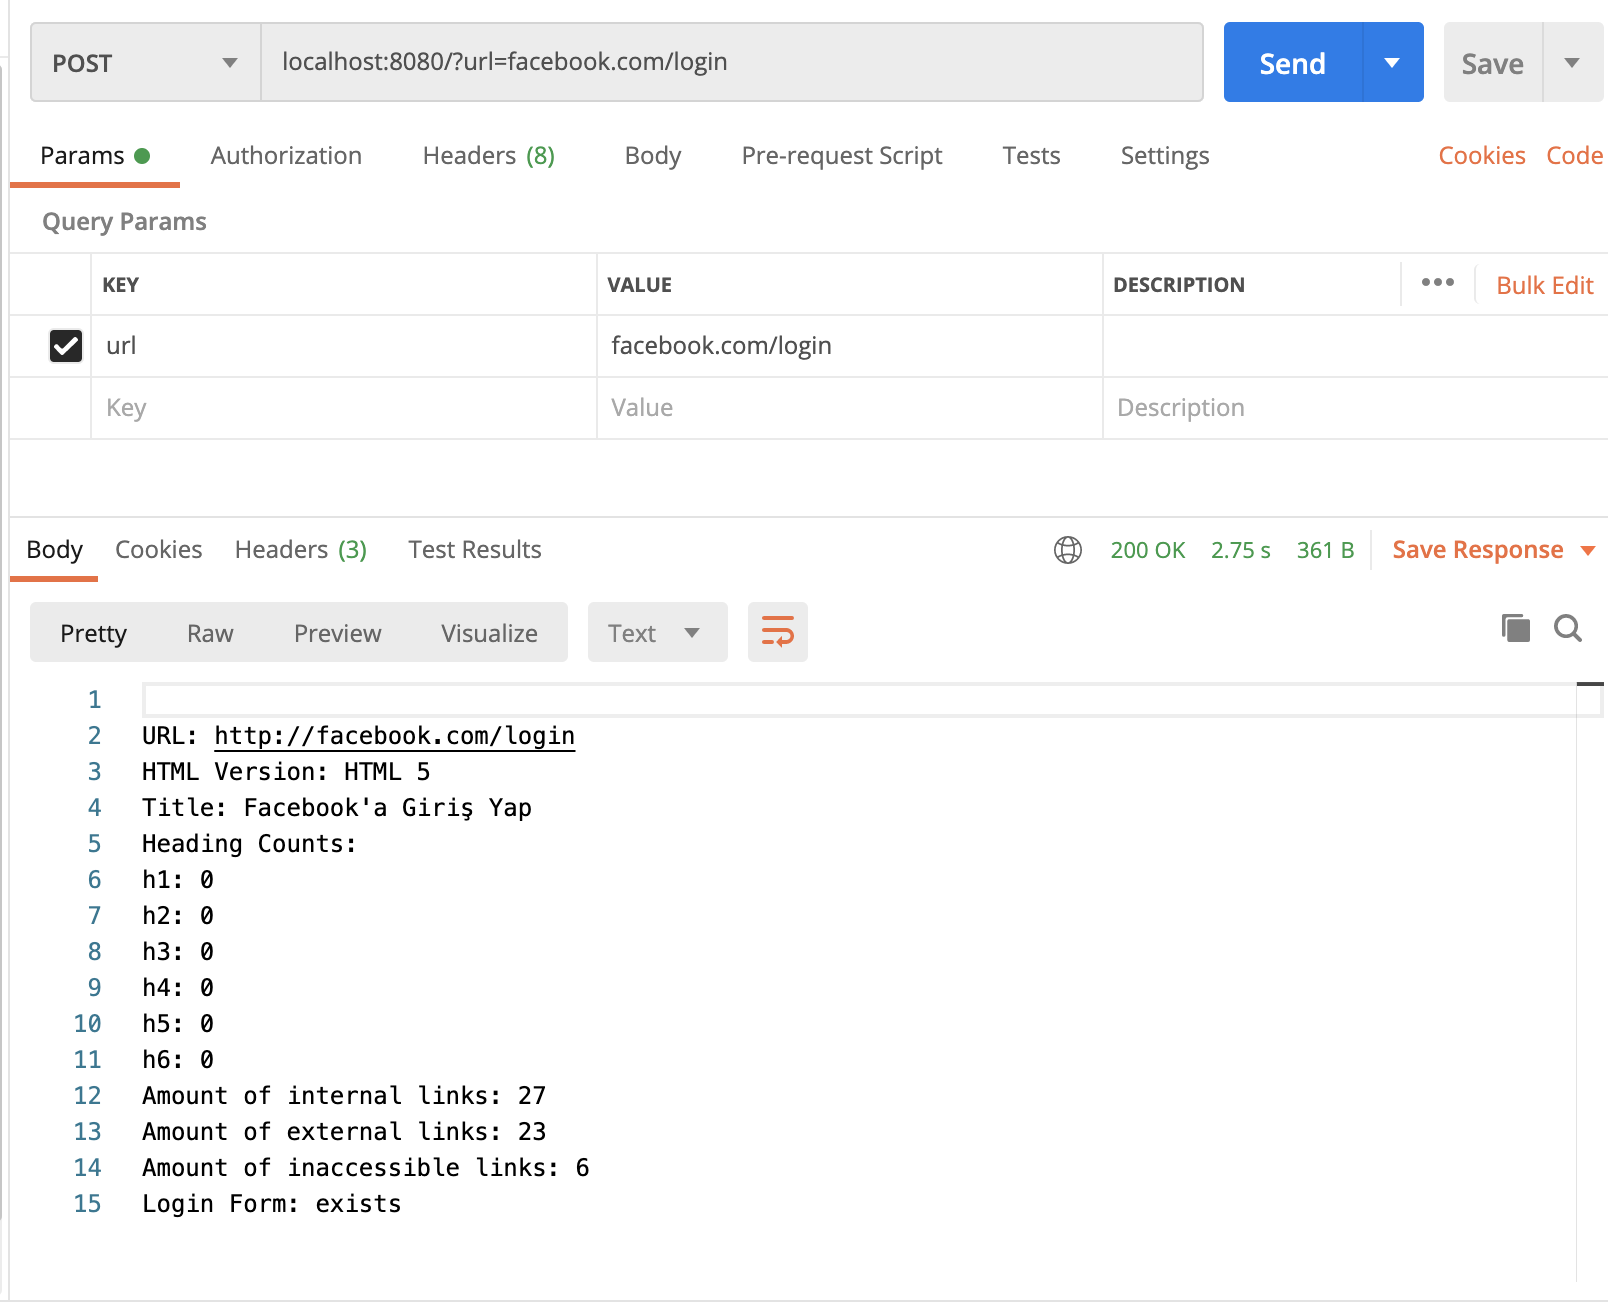 POST localhost:8080/?url=facebook.com/login Send Save
Params Authorization Headers (8) Body Pre-request Script Tests Settings Cookies Code
Query Params
KEY VALUE DESCRIPTION ••• Bulk Edit
url facebook.com/login
Key Value Description
Body Cookies Headers (3) Test Results 200 OK 2.75 s 361 B Save Response
Pretty Raw Preview Visualize Text
1
2 URL: http://facebook.com/login
3 HTML Version: HTML 5
4 Title: Facebook'a Giriş Yap
5 Heading Counts:
6 h1: 0
7 h2: 0
8 h3: 0
9 h4: 0
10 h5: 0
11 h6: 0
12 Amount of internal links: 27
13 Amount of external links: 23
14 Amount of inaccessible links: 6
15 Login Form: exists